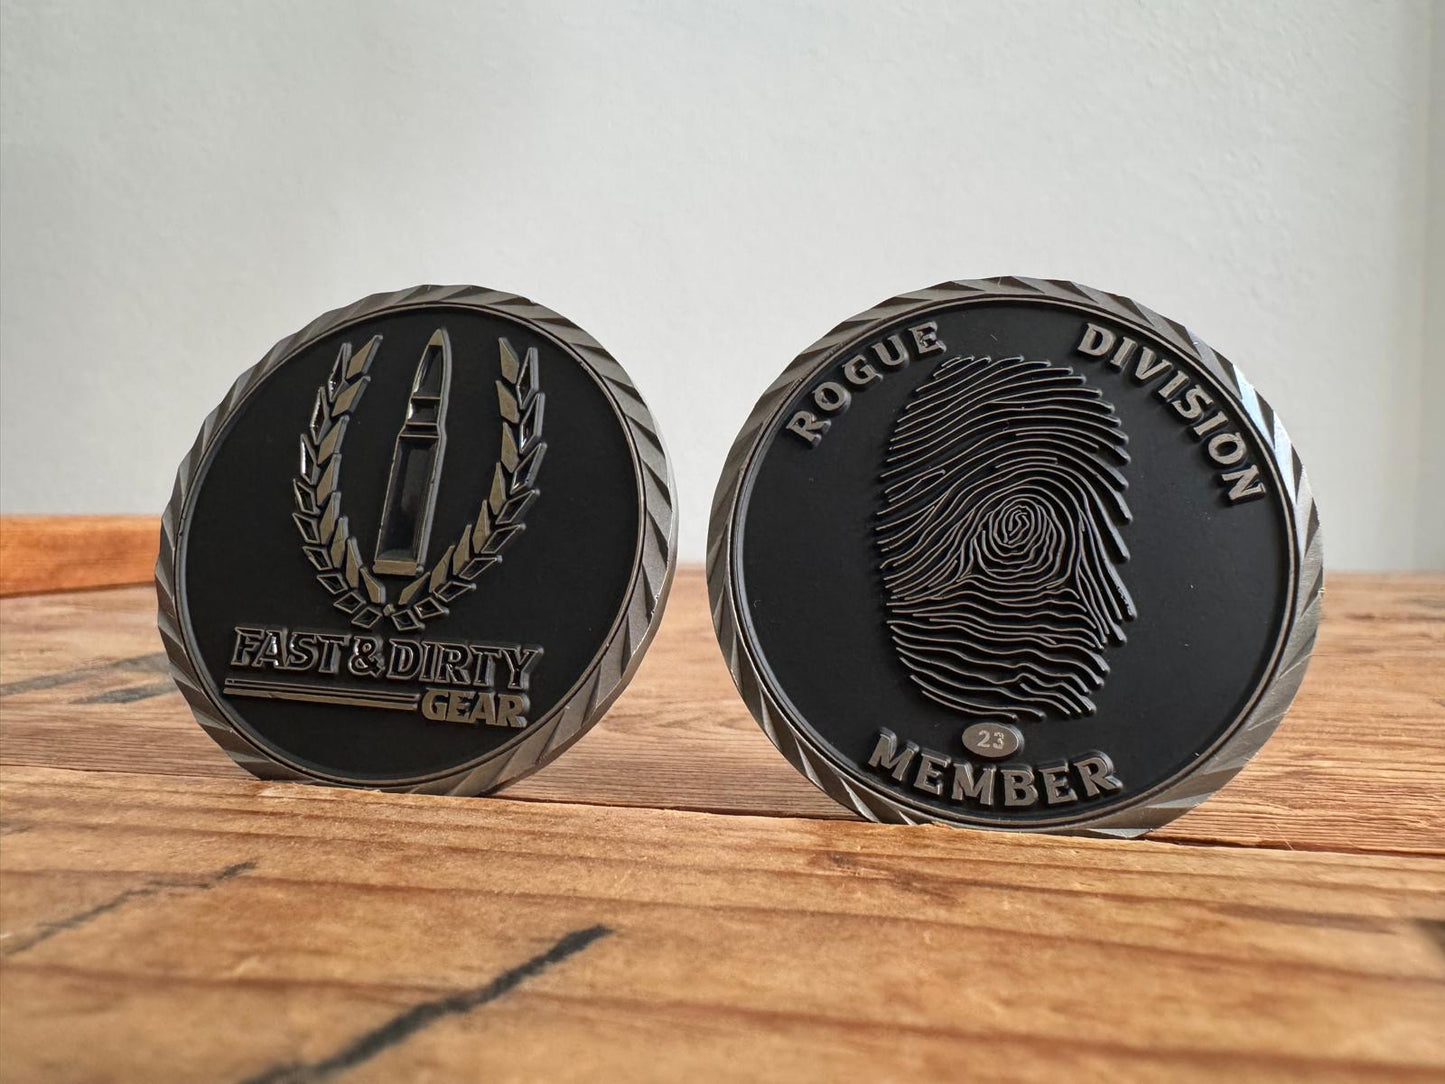 FAST & DIRTY
GEAR
ROGUE DIVISION
23
MEMBER